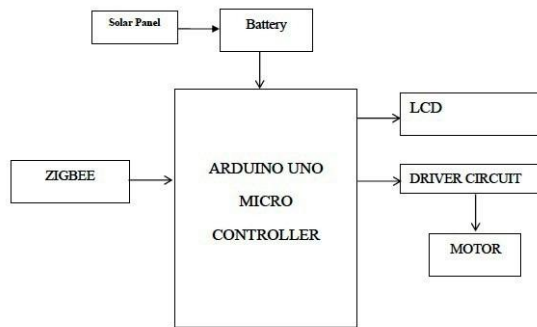 Solar Panel
Battery
LCD
ZIGBEE
ARDUINO UNO
MICRO
CONTROLLER
DRIVER CIRCUIT
MOTOR